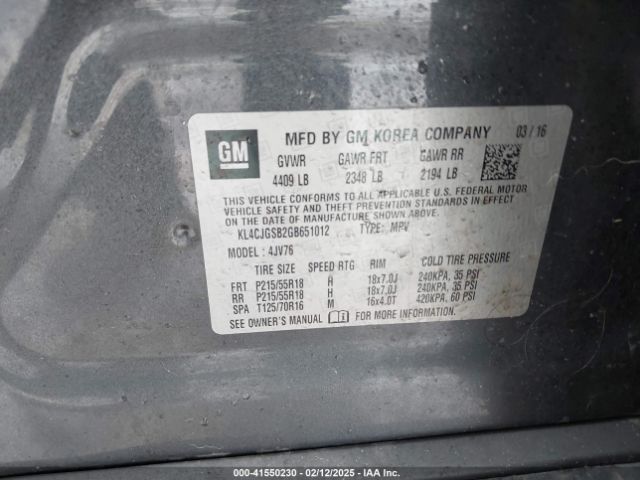 GM
MFD BY GM KOREA COMPANY 03 / 16
GVWR GAWR FRT GAWR RR
4409 LB 2348 LB 2194 LB
THIS VEHICLE CONFORMS TO ALL APPLICABLE U.S. FEDERAL MOTOR
VEHICLE SAFETY AND THEFT PREVENTION STANDARDS IN EFFECT
ON THE DATE OF MANUFACTURE SHOWN ABOVE.
KL4CJGSB2GB651012 TYPE: MPV
MODEL: 4JV76
TIRE SIZE SPEED RTG RIM COLD TIRE PRESSURE
FRT P215/55R18 H 18x7.0J 240KPA, 35 PSI
RR P215/55R18 H 18x7.0J 240KPA, 35 PSI
SPA T125/70R16 M 16x4.0T 420KPA, 60 PSI
SEE OWNER'S MANUAL FOR MORE INFORMATION.
000-41550230 - 02/12/2025 - IAA Inc.